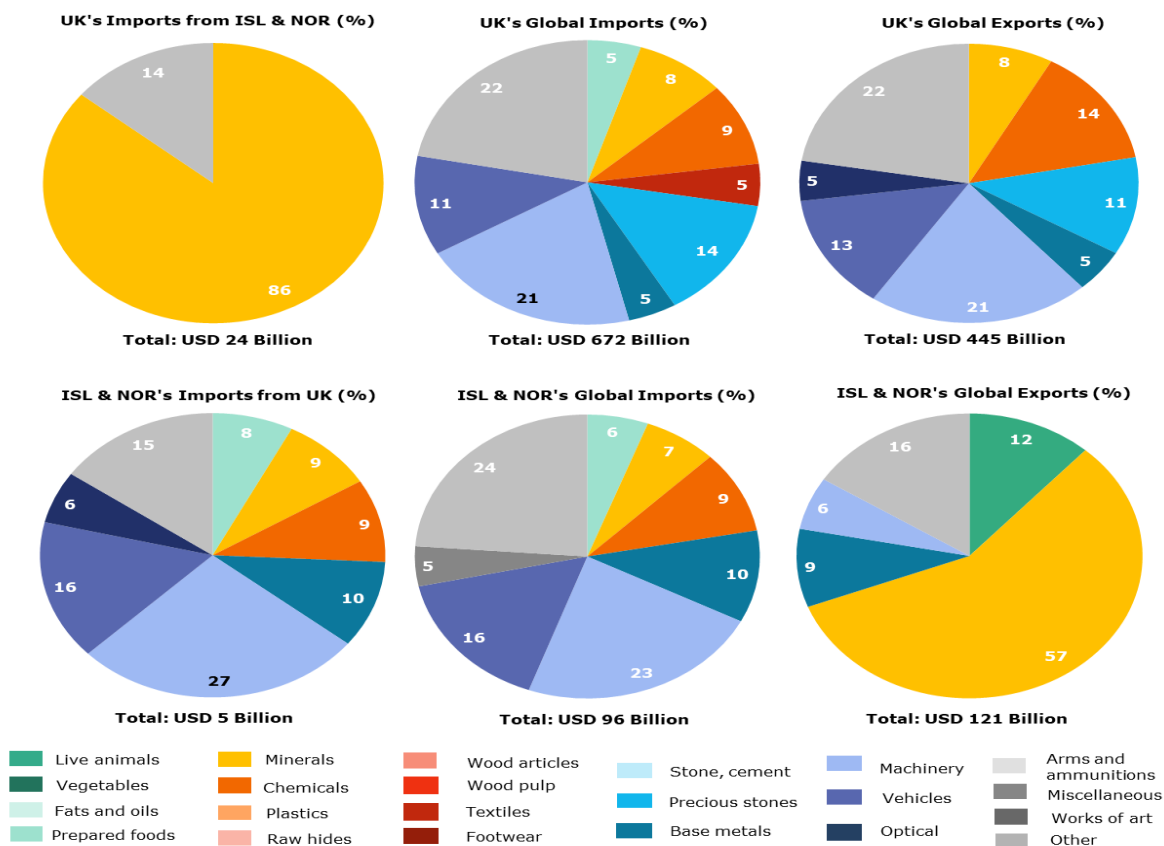 UK's Imports from ISL & NOR (%)
14
86
Total: USD 24 Billion
UK's Global Imports (%)
5
8
9
5
14
5
21
11
22
Total: USD 672 Billion
UK's Global Exports (%)
8
14
11
5
21
13
5
22
Total: USD 445 Billion
ISL & NOR's Imports from UK (%)
8
9
9
10
27
16
6
15
Total: USD 5 Billion
ISL & NOR's Global Imports (%)
6
7
9
10
23
16
5
24
Total: USD 96 Billion
ISL & NOR's Global Exports (%)
12
57
9
6
16
Total: USD 121 Billion
Live animals
Vegetables
Fats and oils
Prepared foods
Minerals
Chemicals
Plastics
Raw hides
Wood articles
Wood pulp
Textiles
Footwear
Stone, cement
Precious stones
Base metals
Machinery
Vehicles
Optical
Arms and
ammunitions
Miscellaneous
Works of art
Other